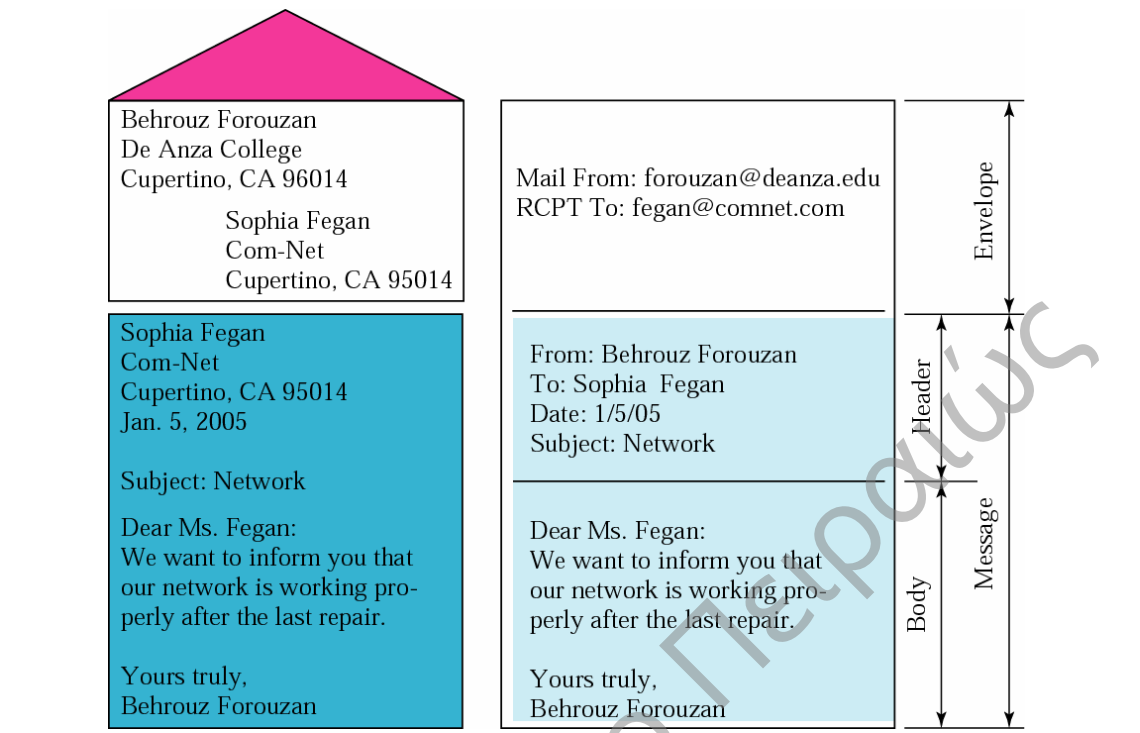 Behrouz Forouzan
De Anza College
Cupertino, CA 96014
Sophia Fegan
Com-Net
Cupertino, CA 95014
Sophia Fegan
Com-Net
Cupertino, CA 95014
Jan. 5, 2005
Subject: Network
Dear Ms. Fegan:
We want to inform you that
our network is working pro-
perly after the last repair.
Yours truly,
Behrouz Forouzan
Mail From: forouzan@deanza.edu
RCPT To: fegan@comnet.com
From: Behrouz Forouzan
To: Sophia Fegan
Date: 1/5/05
Subject: Network
Dear Ms. Fegan:
We want to inform you that
our network is working pro-
perly after the last repair.
Yours truly,
Behrouz Forouzan
Envelope
Header
Body
Message
Πειραιώς